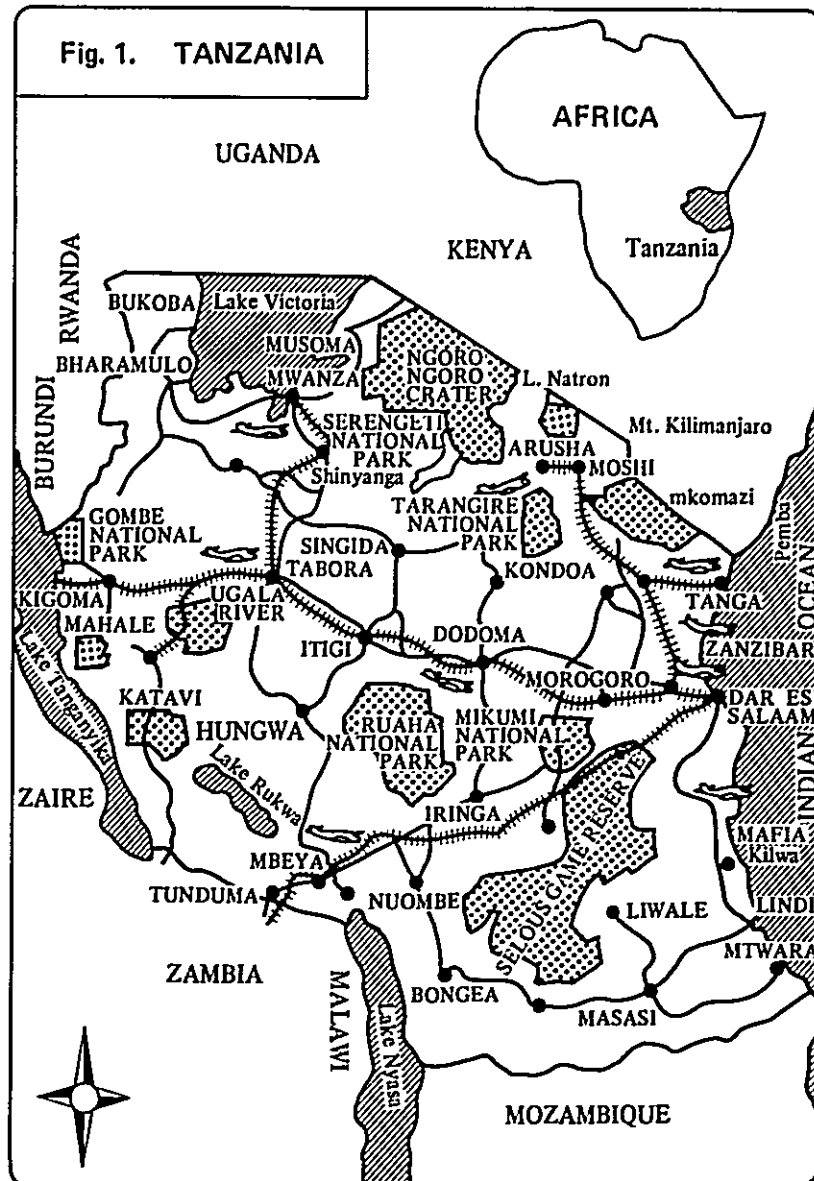 Fig. 1. TANZANIA
AFRICA
Tanzania
UGANDA
KENYA
RWANDA
BURUNDI
BUKOBA
Lake Victoria
BHARAMULO
MUSOMA
MWANZA
NGORO
NGORO
CRATER
L. Natron
Mt. Kilimanjaro
SERENGETI
NATIONAL
PARK
Shinyanga
ARUSHA
MOSHI
mkomazi
GOMBE
NATIONAL
PARK
TARANGIRE
NATIONAL
PARK
Pemba
SINGIDA
TABORA
KONDOA
KIGOMA
UGALA
RIVER
TANGA
MAHALE
ITIGI
DODOMA
ZANZIBAR
MOROGORO
KATAVI
HUNGWA
RUAHA
NATIONAL
PARK
MIKUMI
NATIONAL
PARK
DAR ES
SALAAM
INDIAN OCEAN
Lake Tanganyika
ZAIRE
Lake Rukwa
IRINGA
SELOUS GAME RESERVE
MAFIA
Kilwa
MBEYA
TUNDUMA
NUOMBE
LIWALE
LINDI
MTWARA
ZAMBIA
MALAWI
Lake Nyasa
BONGEA
MASASI
MOZAMBIQUE